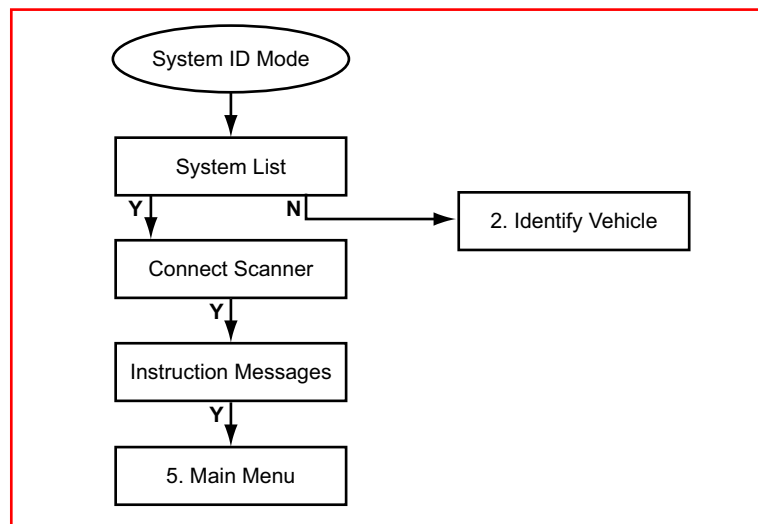 System ID Mode
System List
Y
N
2. Identify Vehicle
Connect Scanner
Y
Instruction Messages
Y
5. Main Menu